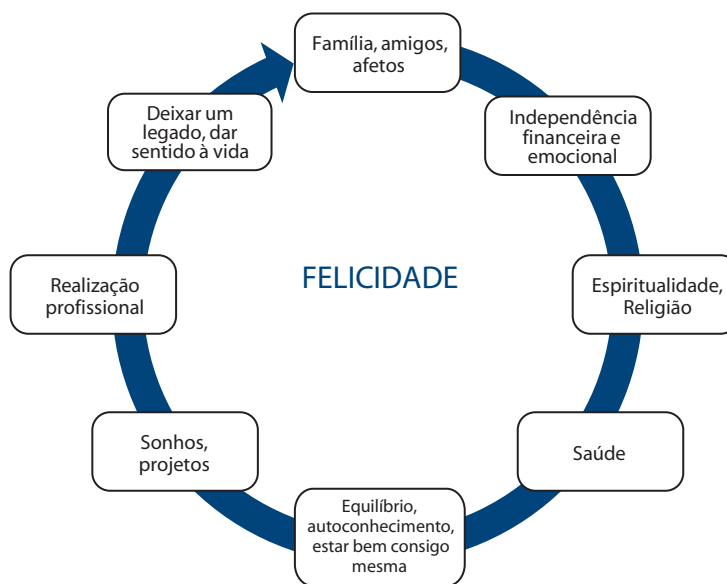 Família, amigos,
afetos
Independência
financeira e
emocional
Espiritualidade,
Religião
Saúde
Equilíbrio,
autoconhecimento,
estar bem consigo
mesma
Sonhos,
projetos
Realização
profissional
Deixar um
legado, dar
sentido à vida
FELICIDADE